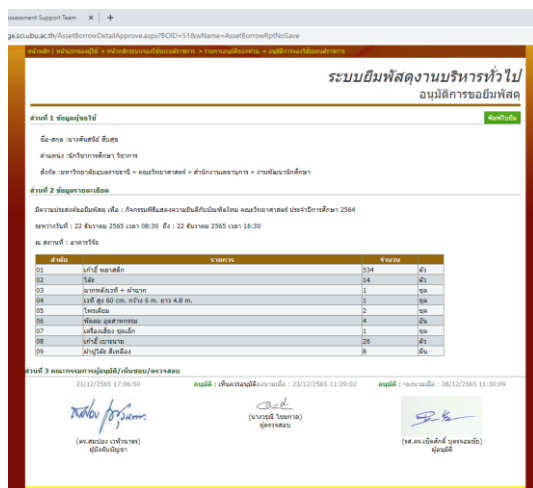 ssessment Support Team
ge.sci.ubu.ac.th/AssetBorrowDetailApprove.aspx?BOID=51&wName=AssetBorrowRptNoSave
ระบบยืมพัสดุงานบริหารทั่วไป
อนุมัติการขอยืมพัสดุ
ส่วนที่ 1 ข้อมูลผู้ขอใช้
พิมพ์ใบยืม
ชื่อ-สกุล :นางคันศนีย์ สืบสุข
ตำแหน่ง :นักวิชาการศึกษา วิชาการ
สังกัด :มหาวิทยาลัยอุบลราชธานี » คณะวิทยาศาสตร์ » สำนักงานเลขานุการ » งานพัฒนานักศึกษา
ส่วนที่ 2 ข้อมูลรายละเอียด
มีความประสงค์ขอยืมพัสดุ เพื่อ : กิจกรรมพิธีแสดงความยินดีกับบัณฑิตใหม่ คณะวิทยาศาสตร์ ประจำปีการศึกษา 2564
ระหว่างวันที่ : 22 ธันวาคม 2565 เวลา 08:30 ถึง : 22 ธันวาคม 2565 เวลา 16:30
ณ สถานที่ : อาคารวิจัย
ลำดับ รายการ จำนวน
01 เก้าอี้ พลาสติก 534 ตัว
02 โต๊ะ 14 ตัว
03 ฉากหลังเวที + ผ้าฉาก 1 ชุด
04 เวที สูง 60 cm. กว้าง 6 m. ยาว 4.8 m. 1 ชุด
05 โพรเดียม 2 ชุด
06 พัดลม อุตสาหกรรม 4 อัน
07 เครื่องเสียง ชุดเล็ก 1 ชุด
08 เก้าอี้ เบาะนวม 26 ตัว
09 ผ้าปูโต๊ะ สีเหลือง 8 ผืน
ส่วนที่ 3 คณะกรรมการผู้อนุมัติ/เห็นชอบ/ตรวจสอบ
21/12/2565 17:06:50 อนุมัติ : เห็นควรอนุมัติลงนามเมื่อ : 23/12/2565 11:29:02 อนุมัติ : -ลงนามเมื่อ : 28/12/2565 11:30:09
ผู้บังคับบัญชา
ผู้ตรวจสอบ
(รศ.ดร.เชิดศักดิ์ บุตรจอมชัย)
ผู้อนุมัติ